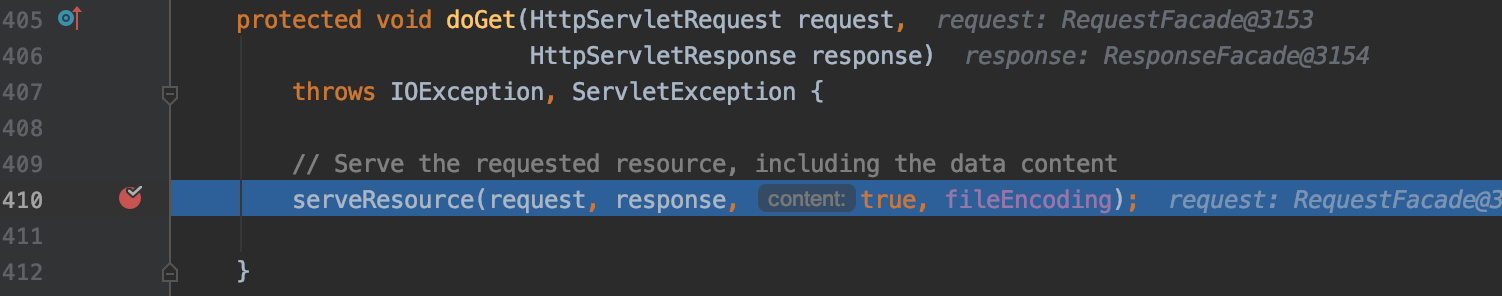 405 protected void doGet(HttpServletRequest request, request: RequestFacade@3153
406 HttpServletResponse response) response: ResponseFacade@3154
407 throws IOException, ServletException {
408
409 // Serve the requested resource, including the data content
410 serveResource(request, response, content: true, fileEncoding); request: RequestFacade@3
411
412 }